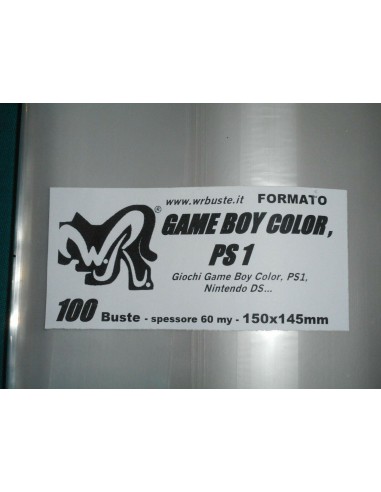 www.wrbuste.it FORMATO
W.R.®
GAME BOY COLOR,
PS 1
Giochi Game Boy Color, PS1,
Nintendo DS...
100 Buste - spessore 60 my - 150x145mm